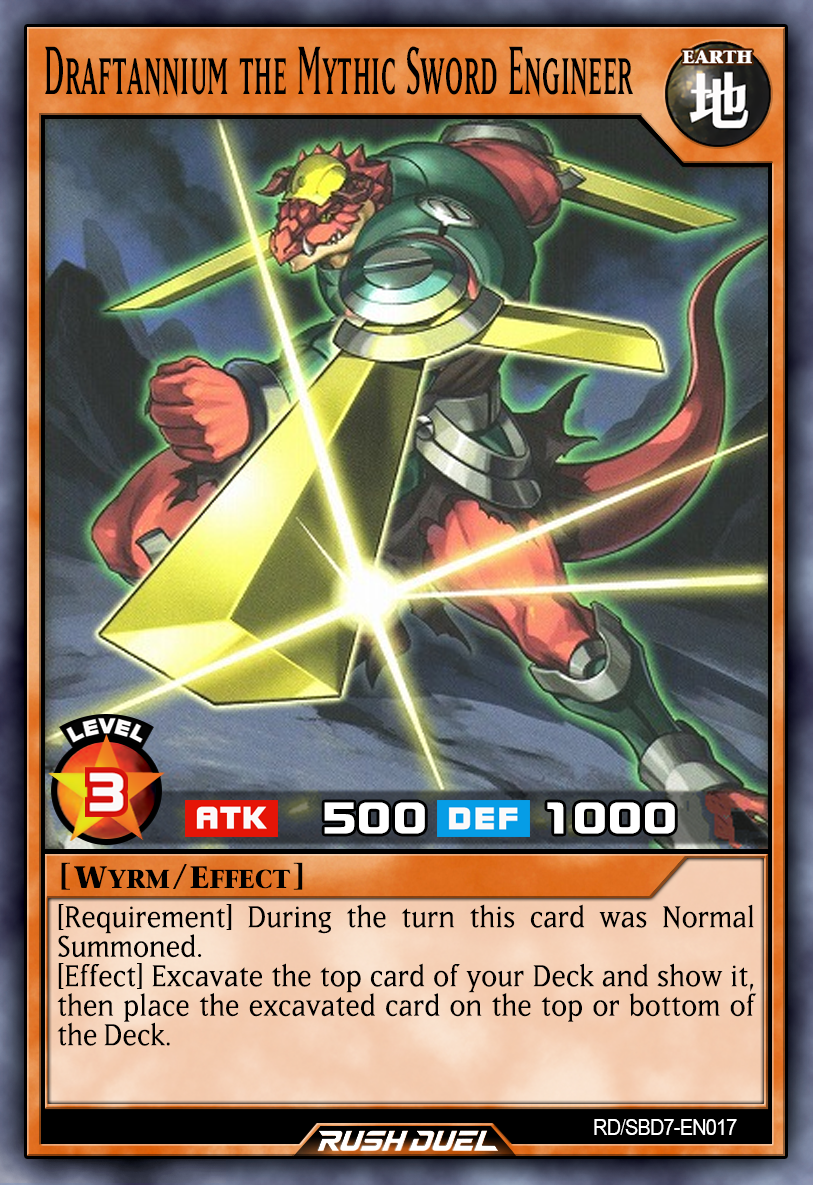 Draftannium the Mythic Sword Engineer
EARTH
地
LEVEL
3
ATK 500 DEF 1000
[Wyrm/Effect]
[Requirement] During the turn this card was Normal
Summoned.
[Effect] Excavate the top card of your Deck and show it,
then place the excavated card on the top or bottom of
the Deck.
RD/SBD7-EN017
RUSH DUEL